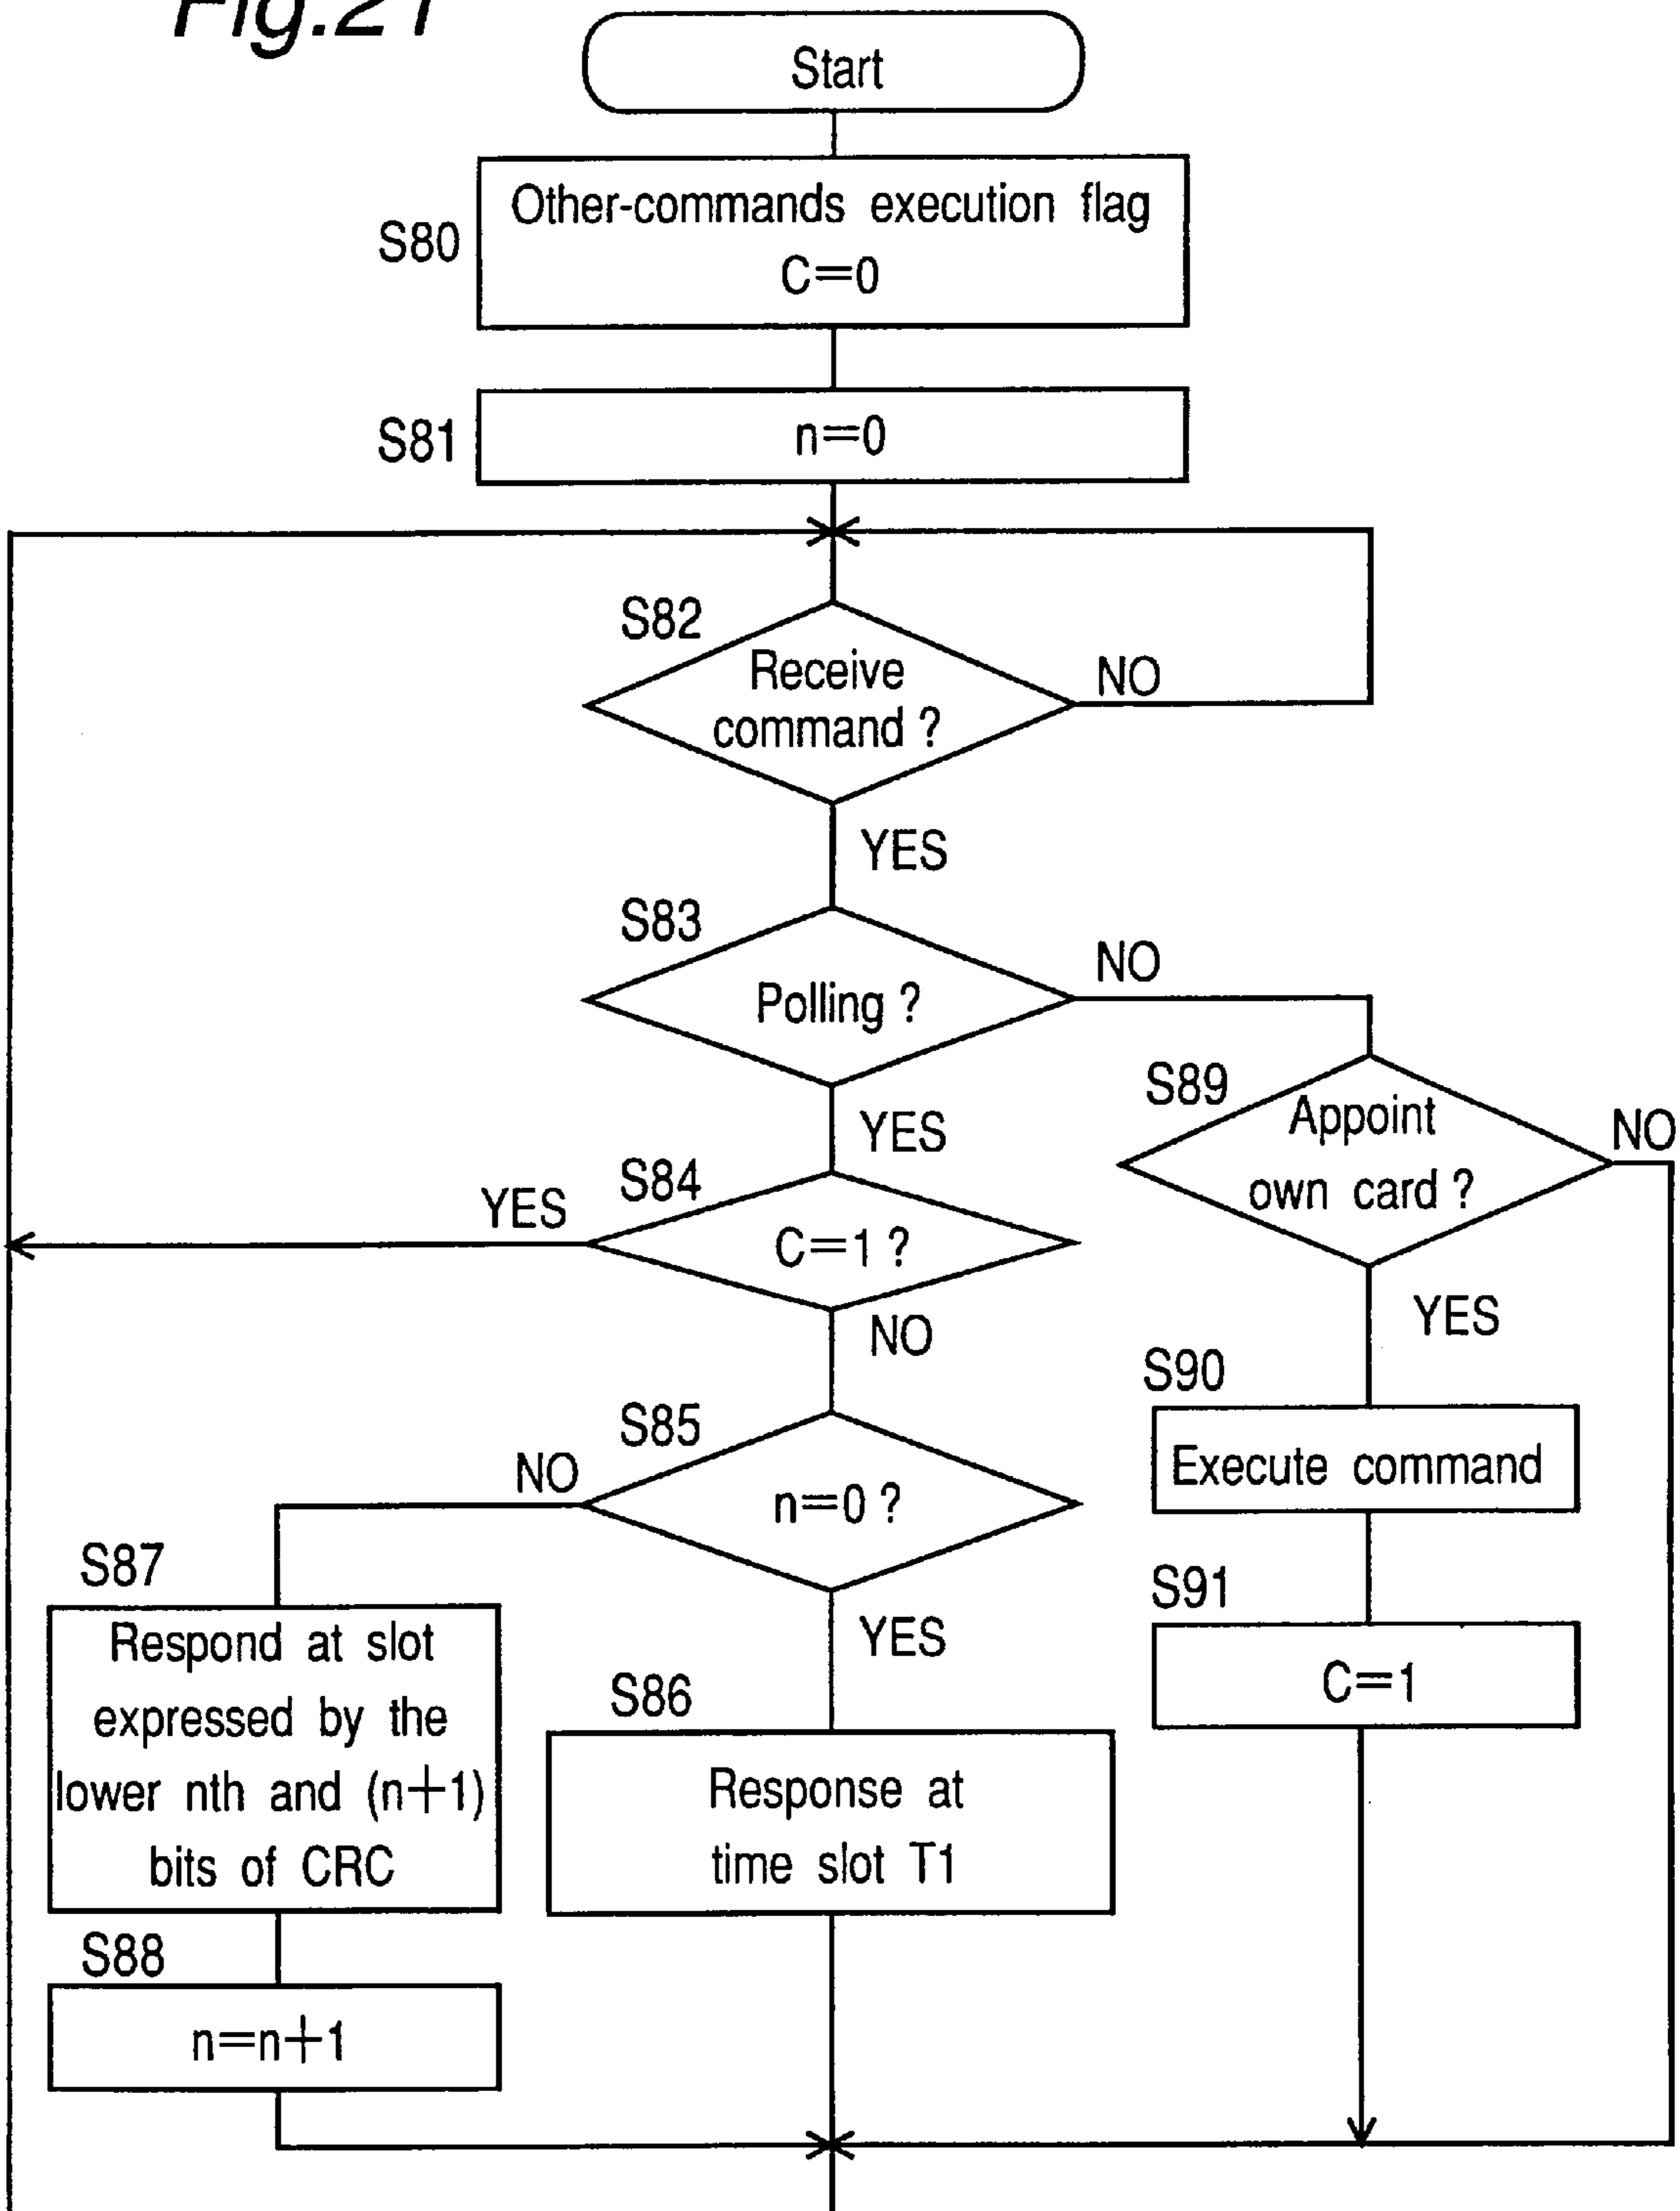 Fig.21
Start
S80
Other-commands execution flag
C=0
S81
n=0
S82
Receive
command ?
NO
YES
S83
Polling ?
NO
YES
S84
C=1 ?
YES
NO
S85
n=0 ?
NO
YES
S86
Response at
time slot T1
S87
Respond at slot
expressed by the
lower nth and (n+1)
bits of CRC
S88
n=n+1
S89
Appoint
own card ?
NO
YES
S90
Execute command
S91
C=1